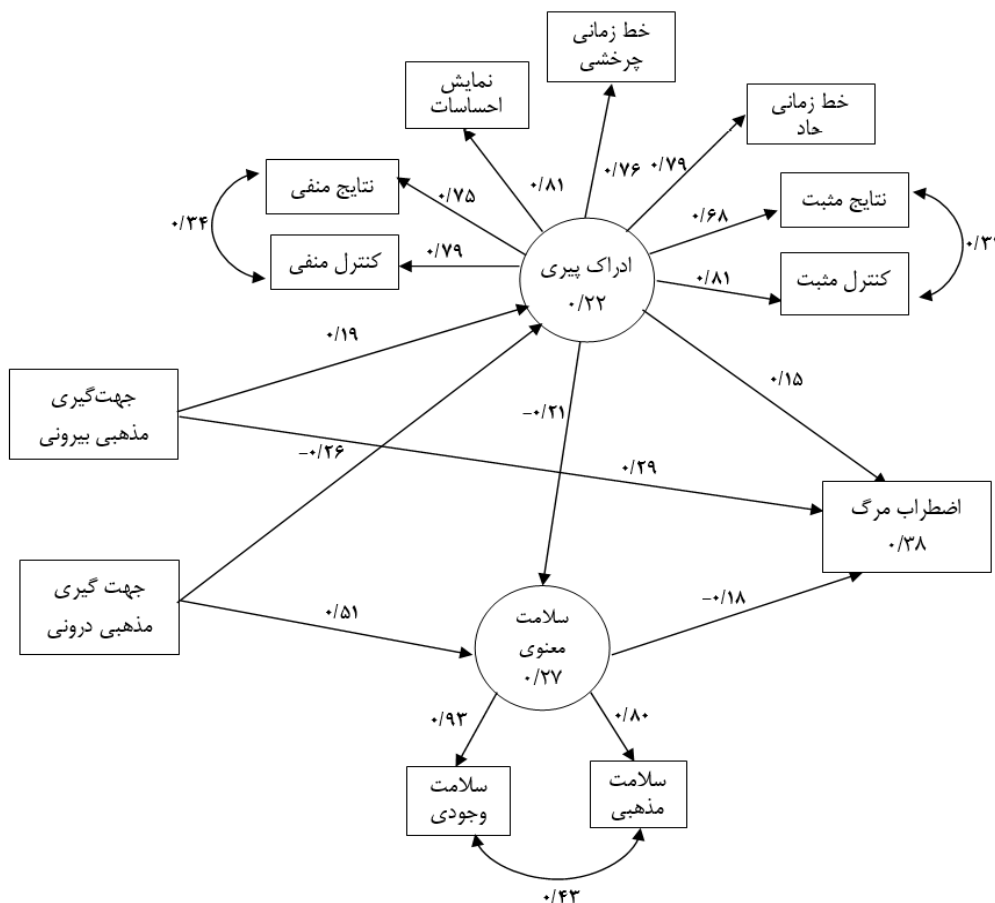 خط زمانی
چرخشی
نمایش
احساسات
خط زمانی
حاد
۰/۸۱
۰/۷۶
۰/۷۹
نتایج مثبت
نتایج منفی
۰/۷۵
۰/۶۸
۰/۳۴
کنترل مثبت
کنترل منفی
۰/۷۹
ادراک پیری
۰/۲۲
۰/۸۱
۰/۱۹
جهت‌گیری
مذهبی بیرونی
۰/۱۵
-۰/۲۱
-۰/۲۶
۰/۲۹
اضطراب مرگ
۰/۳۸
جهت گیری
مذهبی درونی
۰/۵۱
-۰/۱۸
سلامت
معنوی
۰/۲۷
۰/۹۳
۰/۸۰
سلامت
مذهبی
سلامت
وجودی
۰/۴۳